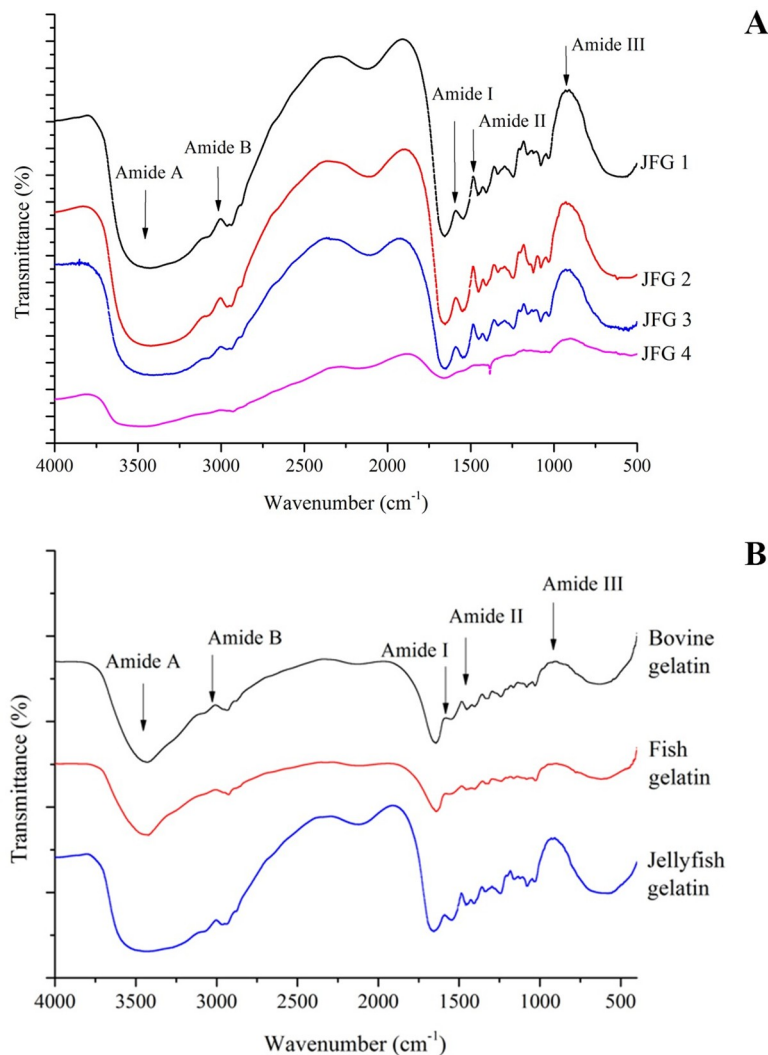 A
Amide III
Amide I
Amide II
Amide B
Amide A
JFG 1
JFG 2
JFG 3
JFG 4
Transmittance (%)
4000 3500 3000 2500 2000 1500 1000 500
Wavenumber (cm-1)
B
Amide III
Amide II
Amide B
Amide I
Amide A
Bovine
gelatin
Fish
gelatin
Jellyfish
gelatin
Transmittance (%)
4000 3500 3000 2500 2000 1500 1000 500
Wavenumber (cm-1)